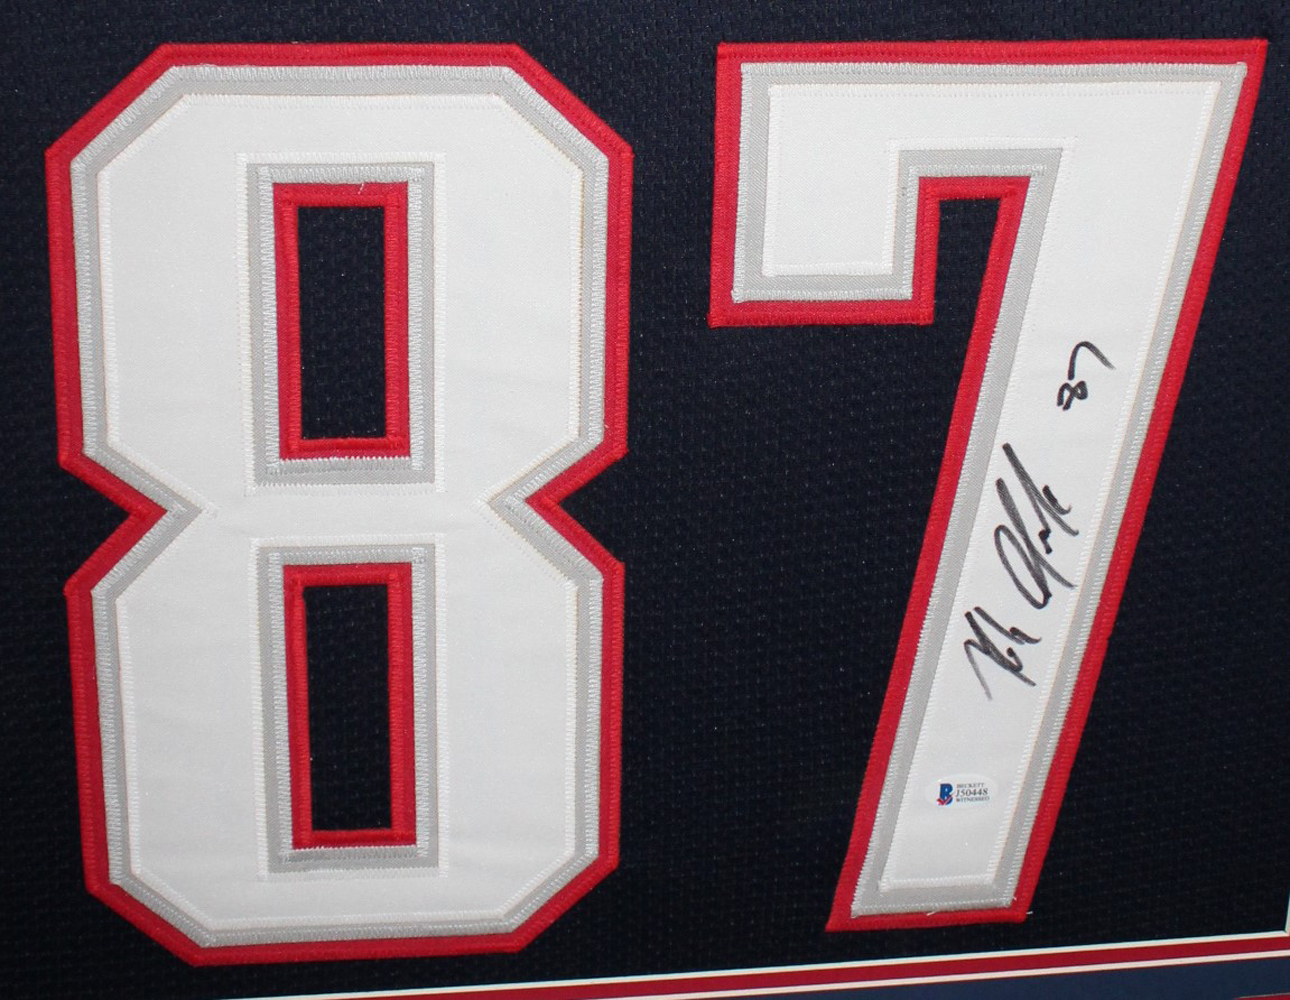 87
87
BECKETT
J50448
WITNESSED